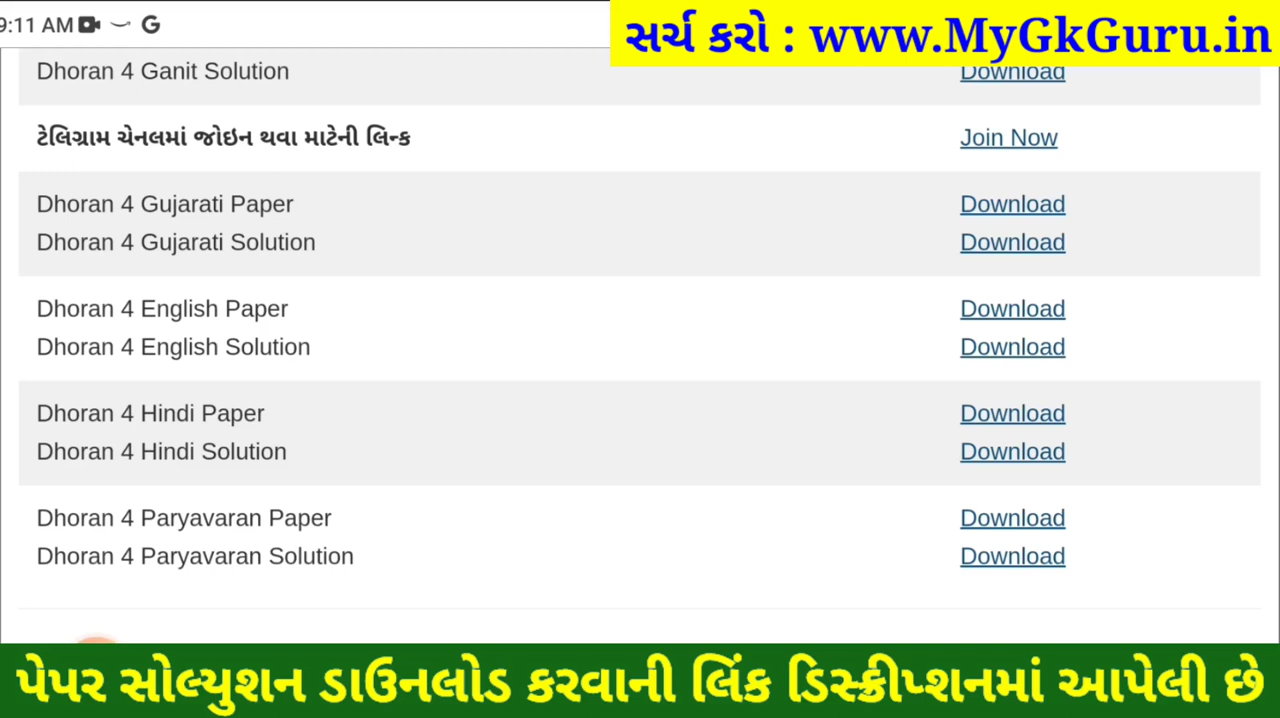 9:11 AM G
સર્ચ કરો : www.MyGkGuru.in
Dhoran 4 Ganit Solution Download
ટેલિગ્રામ ચેનલમાં જોઇન થવા માટેની લિન્ક Join Now
Dhoran 4 Gujarati Paper Download
Dhoran 4 Gujarati Solution Download
Dhoran 4 English Paper Download
Dhoran 4 English Solution Download
Dhoran 4 Hindi Paper Download
Dhoran 4 Hindi Solution Download
Dhoran 4 Paryavaran Paper Download
Dhoran 4 Paryavaran Solution Download
પેપર સોલ્યુશન ડાઉનલોડ કરવાની લિંક ડિસ્ક્રીપ્શનમાં આપેલી છે